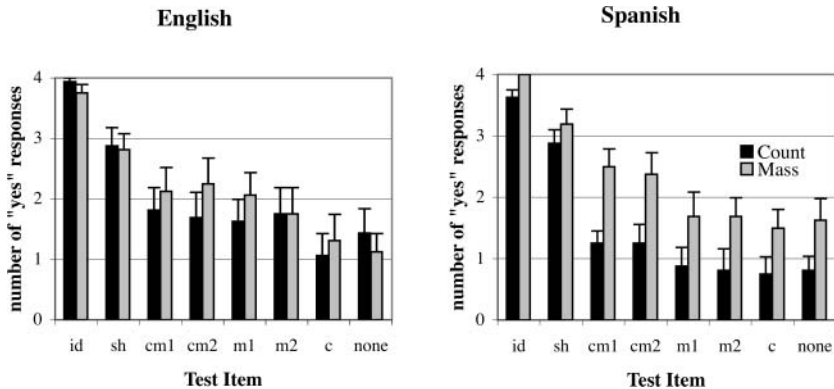 English
number of "yes" responses
4
3
2
1
0
id sh cm1 cm2 m1 m2 c none
Test Item
Spanish
number of "yes" responses
4
3
2
1
0
Count
Mass
id sh cm1 cm2 m1 m2 c none
Test Item